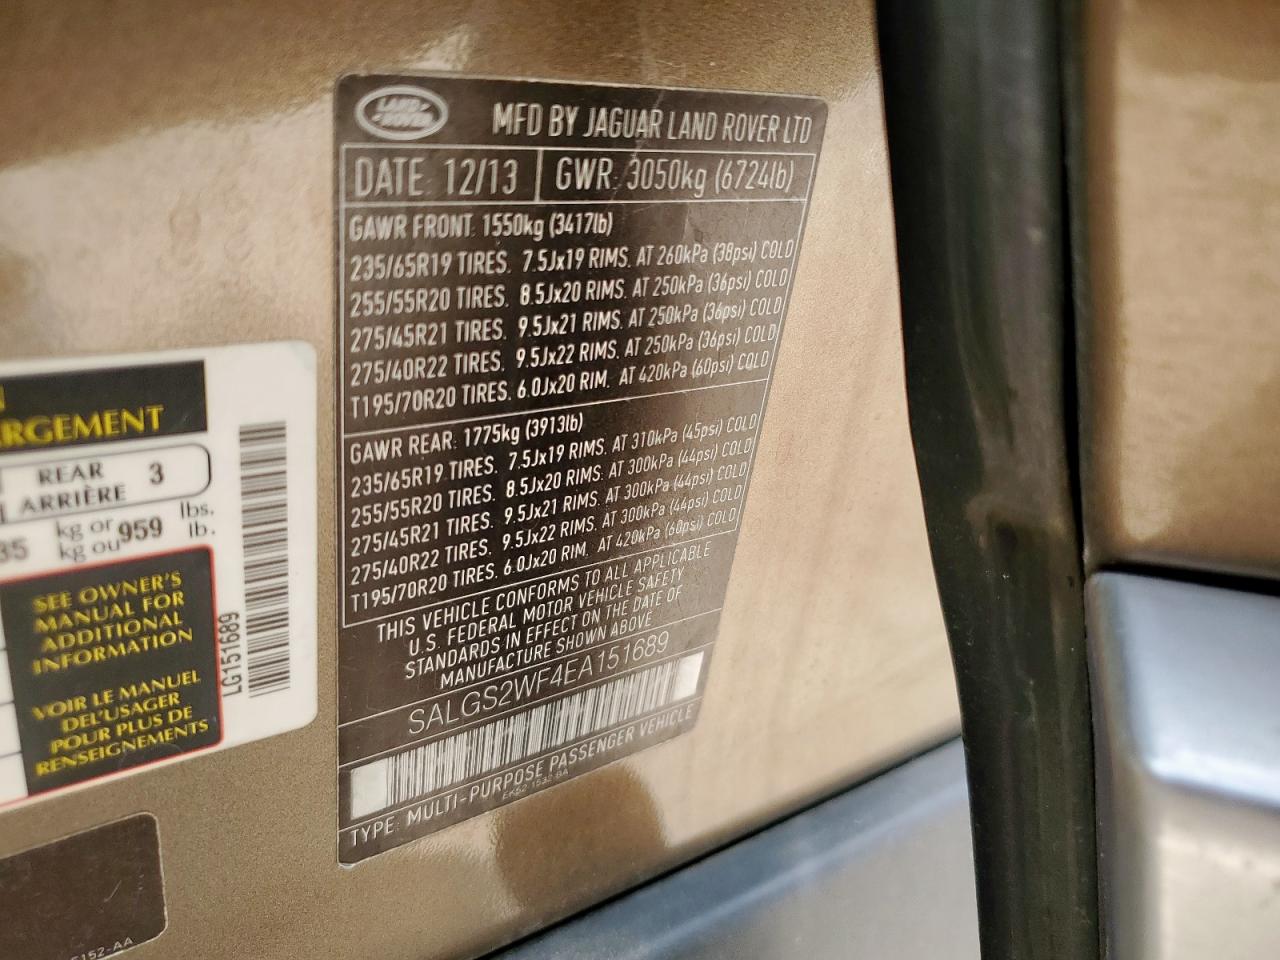 LAND ROVER
MFD BY JAGUAR LAND ROVER LTD
DATE: 12/13 GWR: 3050kg (6724lb)
GAWR FRONT: 1550kg (3417lb)
235/65R19 TIRES. 7.5Jx19 RIMS. AT 260kPa (38psi) COLD
255/55R20 TIRES. 8.5Jx20 RIMS. AT 250kPa (36psi) COLD
275/45R21 TIRES. 9.5Jx21 RIMS. AT 250kPa (36psi) COLD
275/40R22 TIRES. 9.5Jx22 RIMS. AT 250kPa (36psi) COLD
T195/70R20 TIRES. 6.0Jx20 RIM. AT 420kPa (60psi) COLD
GAWR REAR: 1775kg (3913lb)
235/65R19 TIRES. 7.5Jx19 RIMS. AT 310kPa (45psi) COLD
255/55R20 TIRES. 8.5Jx20 RIMS. AT 300kPa (44psi) COLD
275/45R21 TIRES. 9.5Jx21 RIMS. AT 300kPa (44psi) COLD
275/40R22 TIRES. 9.5Jx22 RIMS. AT 300kPa (44psi) COLD
T195/70R20 TIRES. 6.0Jx20 RIM. AT 420kPa (60psi) COLD
THIS VEHICLE CONFORMS TO ALL APPLICABLE
U.S. FEDERAL MOTOR VEHICLE SAFETY
STANDARDS IN EFFECT ON THE DATE OF
MANUFACTURE SHOWN ABOVE
SALGS2WF4EA151689
TYPE: MULTI-PURPOSE PASSENGER VEHICLE
RGEMENT
REAR 3
ARRIÈRE
kg or 959 lbs.
35 kg ou lb.
SEE OWNER'S
MANUAL FOR
ADDITIONAL
INFORMATION
VOIR LE MANUEL
DEL'USAGER
POUR PLUS DE
RENSEIGNEMENTS
LG151689
152-AA